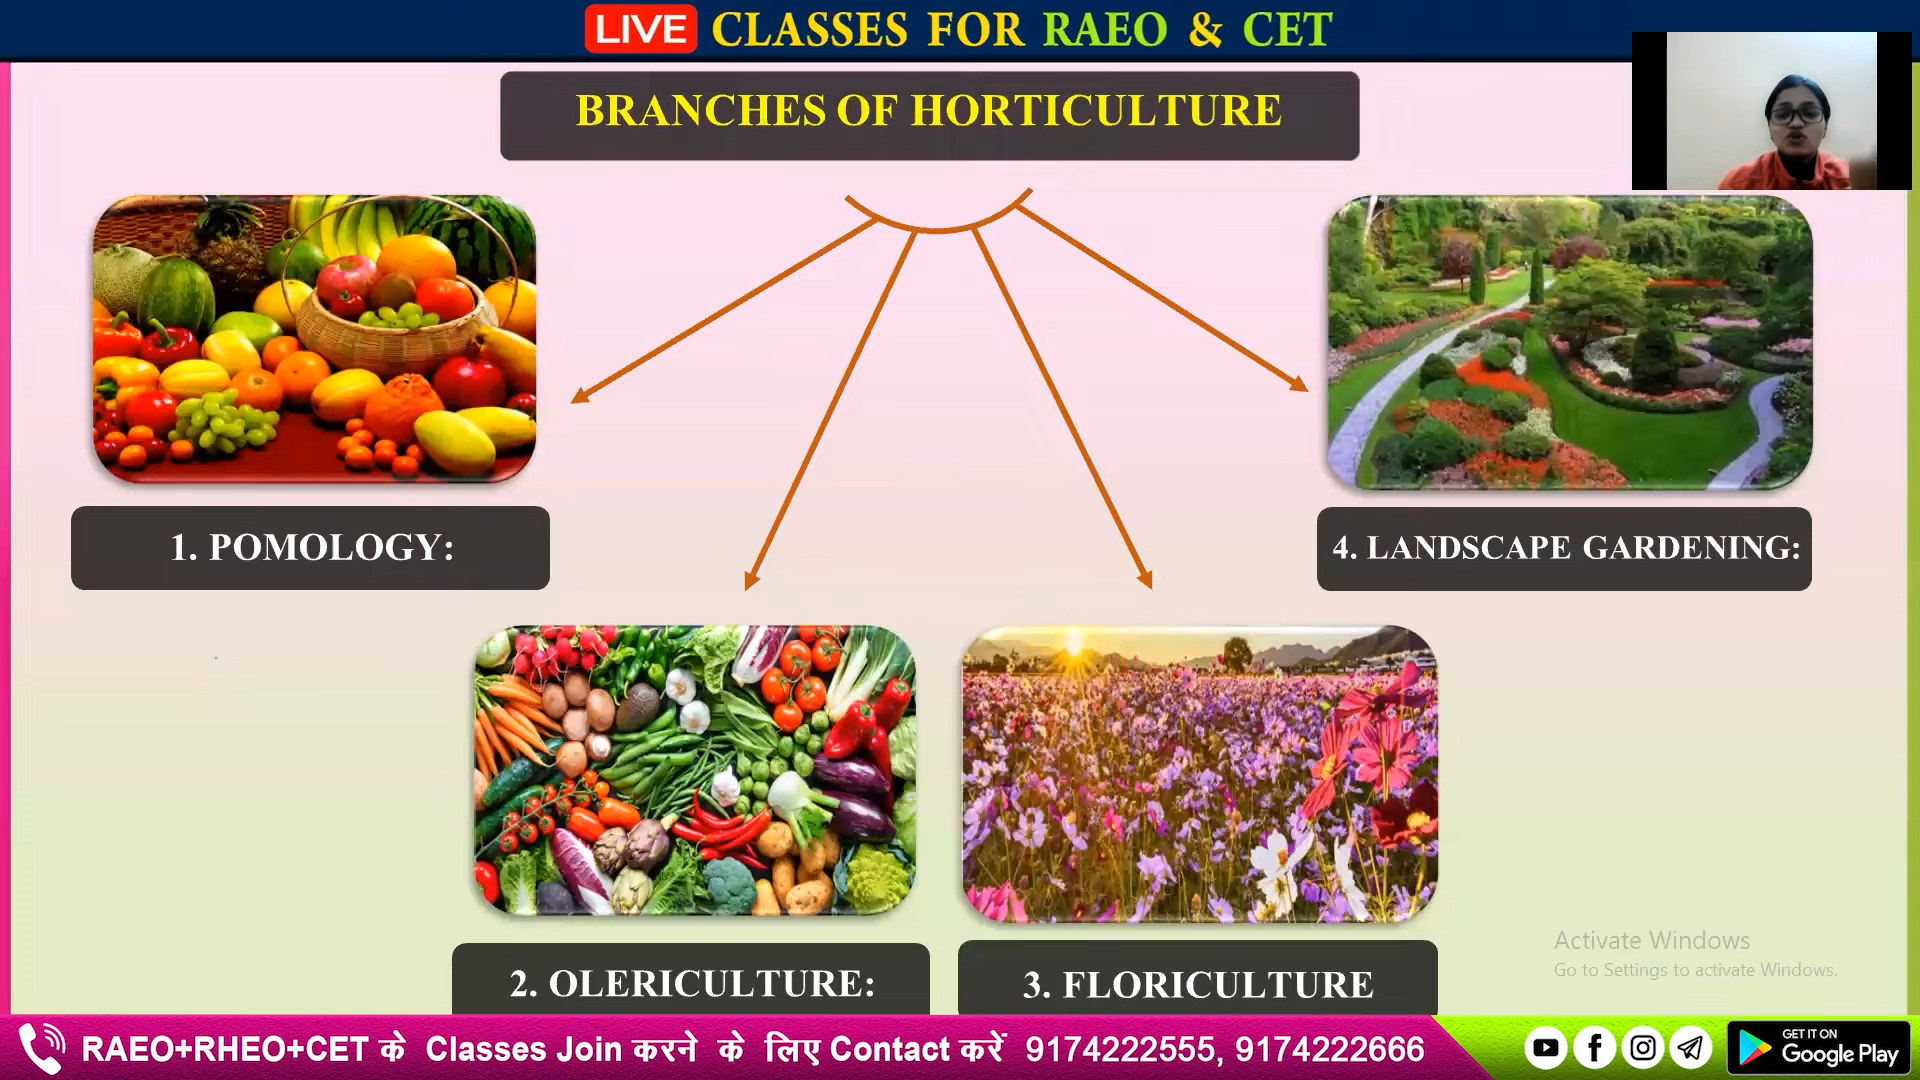 LIVE CLASSES FOR RAEO & CET
BRANCHES OF HORTICULTURE
1. POMOLOGY:
4. LANDSCAPE GARDENING:
2. OLERICULTURE:
3. FLORICULTURE
Activate Windows
Go to Settings to activate Windows.
RAEO+RHEO+CET के Classes Join करने के लिए Contact करें 9174222555, 9174222666
GET IT ON
Google Play